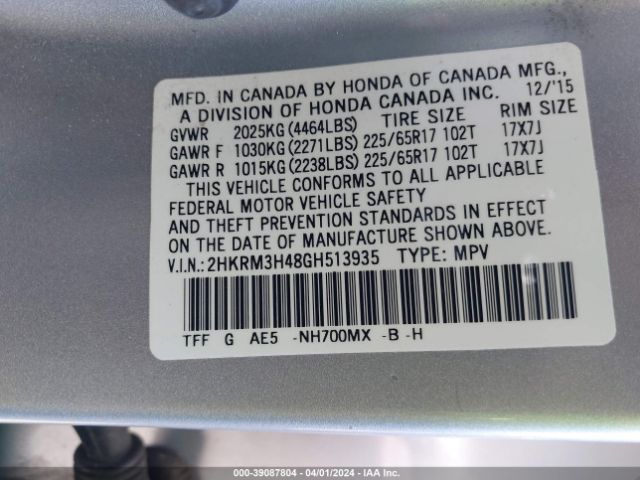 MFD. IN CANADA BY HONDA OF CANADA MFG.,
A DIVISION OF HONDA CANADA INC. 12/'15
GVWR 2025KG (4464LBS) TIRE SIZE RIM SIZE
GAWR F 1030KG (2271LBS) 225/65R17 102T 17X7J
GAWR R 1015KG (2238LBS) 225/65R17 102T 17X7J
THIS VEHICLE CONFORMS TO ALL APPLICABLE
FEDERAL MOTOR VEHICLE SAFETY
AND THEFT PREVENTION STANDARDS IN EFFECT
ON THE DATE OF MANUFACTURE SHOWN ABOVE.
V.I.N.: 2HKRM3H48GH513935 TYPE: MPV
TFF G AE5 -NH700MX -B -H
000-39087804 - 04/01/2024 - IAA Inc.